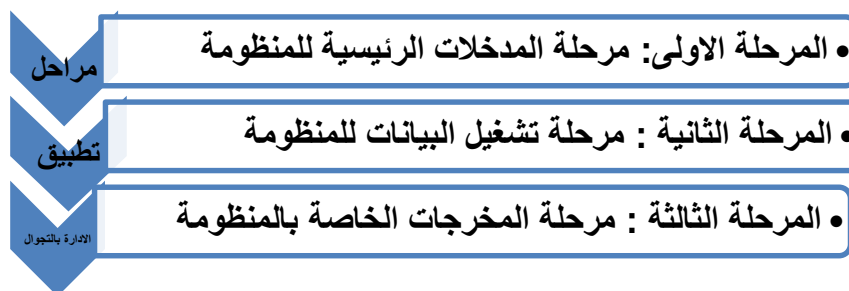 • المرحلة الاولى: مرحلة المدخلات الرئيسية للمنظومة
مراحل
• المرحلة الثانية : مرحلة تشغيل البيانات للمنظومة
تطبيق
• المرحلة الثالثة : مرحلة المخرجات الخاصة بالمنظومة
الادارة بالتجوال